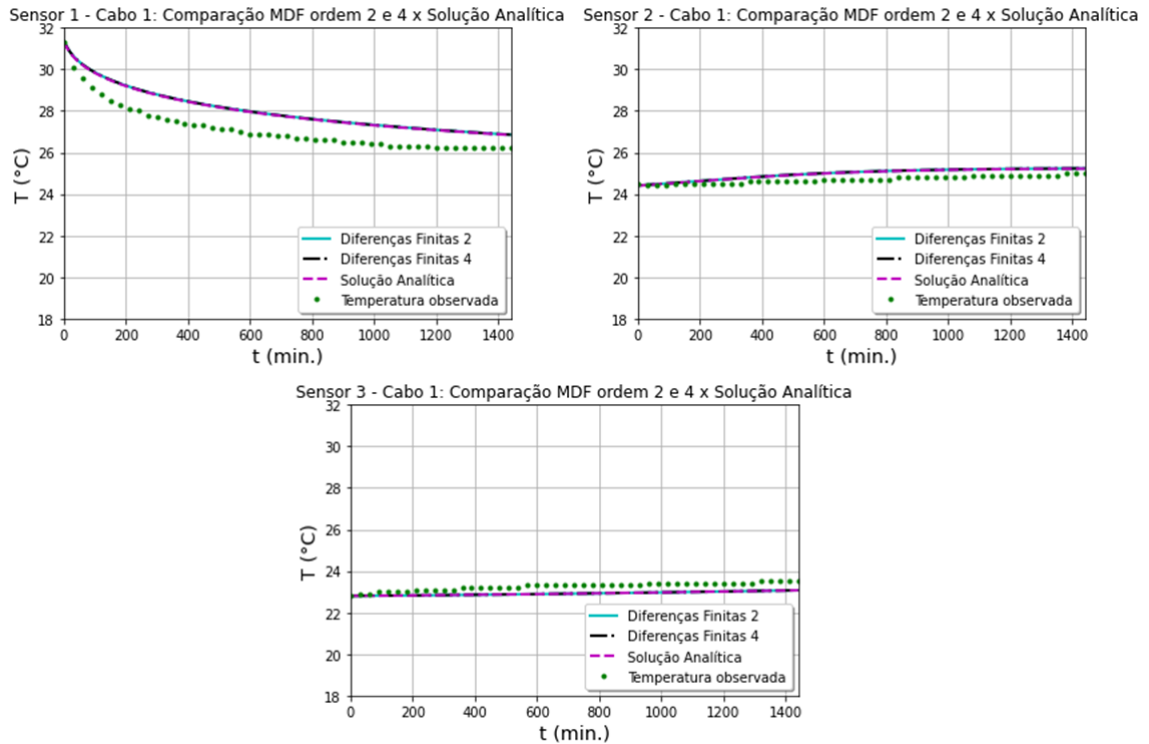 Sensor 1 - Cabo 1: Comparação MDF ordem 2 e 4 x Solução Analítica
32
30
28
26
24
22
20
18
T (°C)
0 200 400 600 800 1000 1200 1400
t (min.)
Diferenças Finitas 2
Diferenças Finitas 4
Solução Analítica
Temperatura observada
Sensor 2 - Cabo 1: Comparação MDF ordem 2 e 4 x Solução Analítica
32
30
28
26
24
22
20
18
T (°C)
0 200 400 600 800 1000 1200 1400
t (min.)
Diferenças Finitas 2
Diferenças Finitas 4
Solução Analítica
Temperatura observada
Sensor 3 - Cabo 1: Comparação MDF ordem 2 e 4 x Solução Analítica
32
30
28
26
24
22
20
18
T (°C)
0 200 400 600 800 1000 1200 1400
t (min.)
Diferenças Finitas 2
Diferenças Finitas 4
Solução Analítica
Temperatura observada